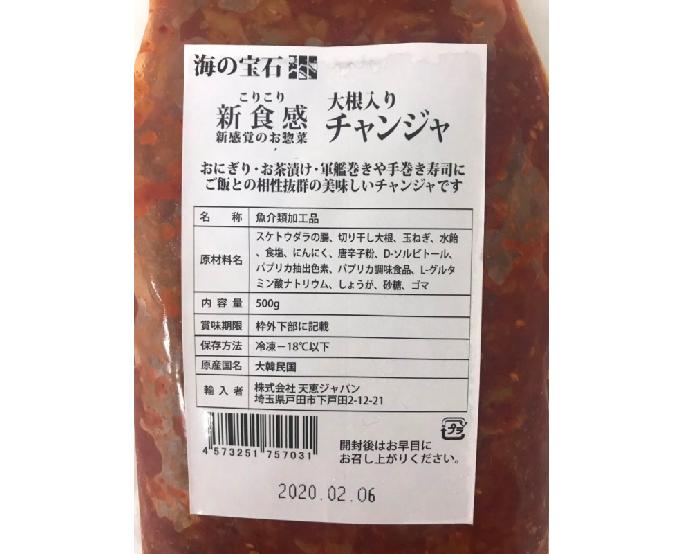 海の宝石
こりこり
新食感
新感覚のお惣菜
大根入り
チャンジャ
おにぎり・お茶漬け・軍艦巻きや手巻き寿司に
ご飯との相性抜群の美味しいチャンジャです
名称 魚介類加工品
原材料名 スケトウダラの腸、切り干し大根、玉ねぎ、水飴
、食塩、にんにく、唐辛子粉、D-ソルビトール、
パプリカ抽出色素、パプリカ調味食品、L-グルタ
ミン酸ナトリウム、しょうが、砂糖、ゴマ
内容量 500g
賞味期限 枠外下部に記載
保存方法 冷凍－18℃以下
原産国名 大韓民国
輸入者 株式会社 天恵ジャパン
埼玉県戸田市下戸田2-12-21
4 573251 757031
プラ
開封後はお早目に
お召し上がりください。
2020.02.06